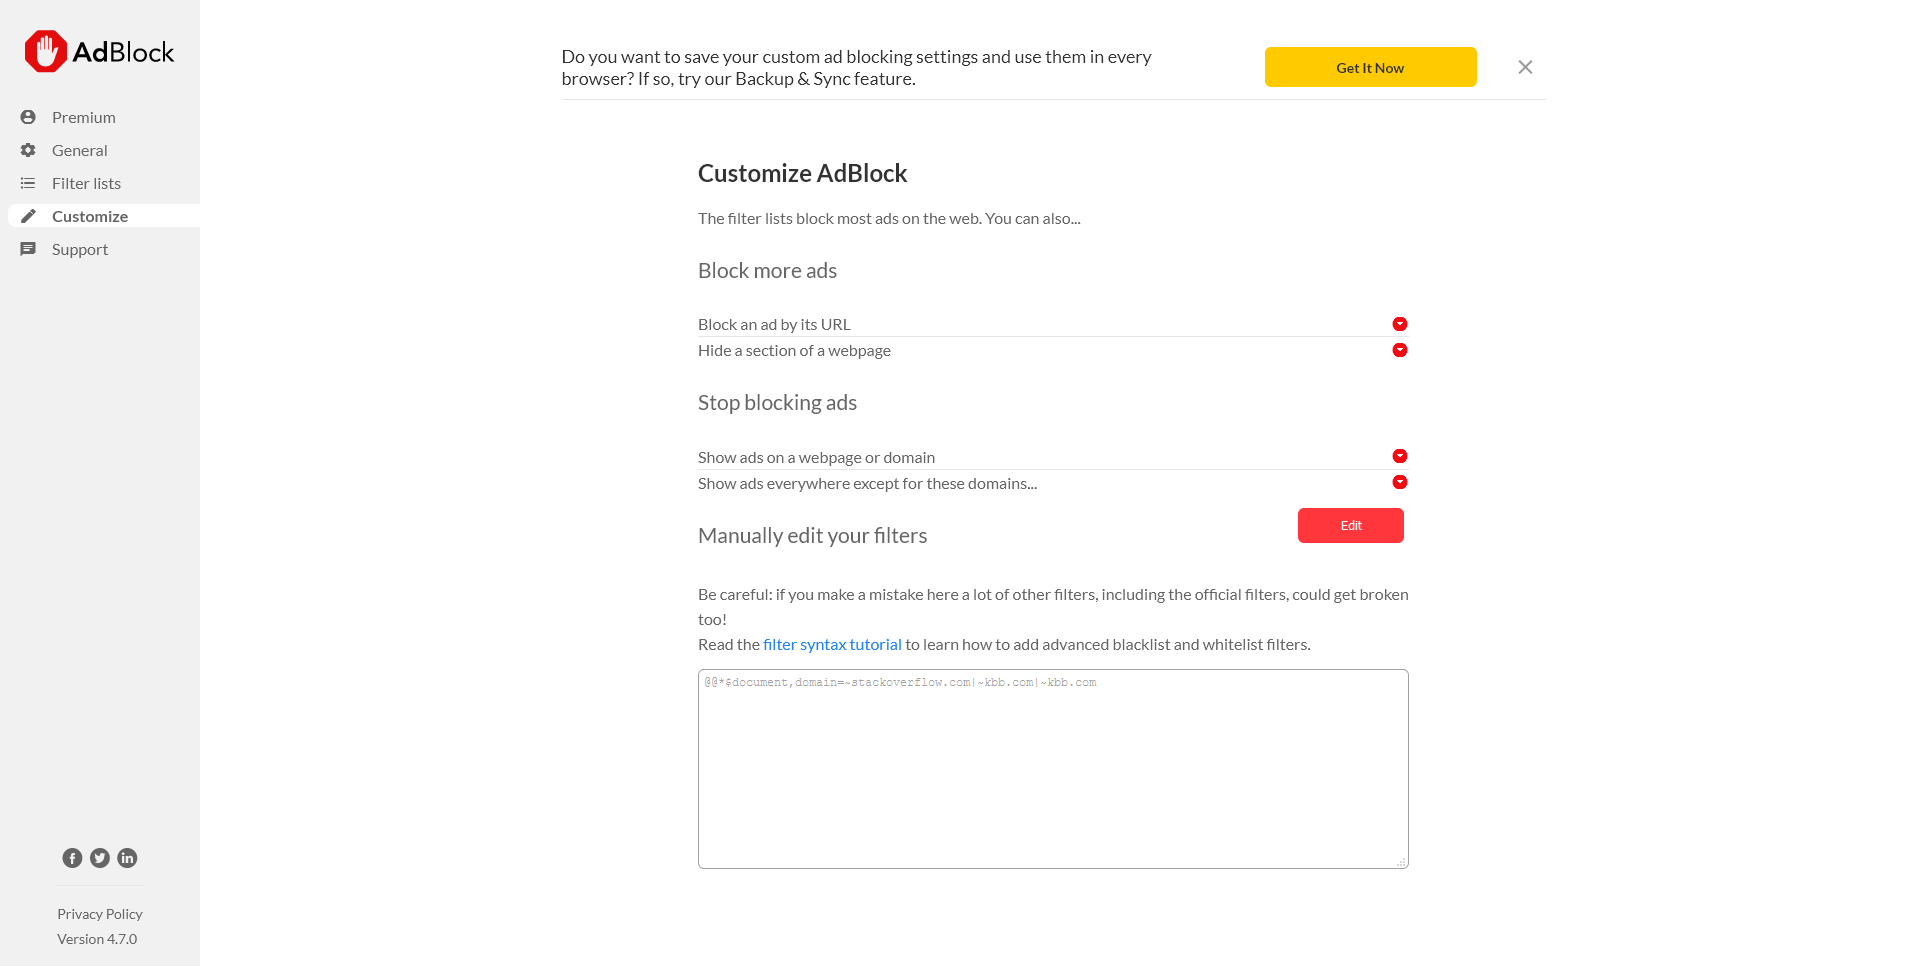 AdBlock
Premium
General
Filter lists
Customize
Support
Privacy Policy
Version 4.7.0
Do you want to save your custom ad blocking settings and use them in every
browser? If so, try our Backup & Sync feature.
Get It Now
Customize AdBlock
The filter lists block most ads on the web. You can also...
Block more ads
Block an ad by its URL
Hide a section of a webpage
Stop blocking ads
Show ads on a webpage or domain
Show ads everywhere except for these domains...
Manually edit your filters
Edit
Be careful: if you make a mistake here a lot of other filters, including the official filters, could get broken
too!
Read the filter syntax tutorial to learn how to add advanced blacklist and whitelist filters.
@@*$document,domain=~stackoverflow.com|~kbb.com|~kbb.com